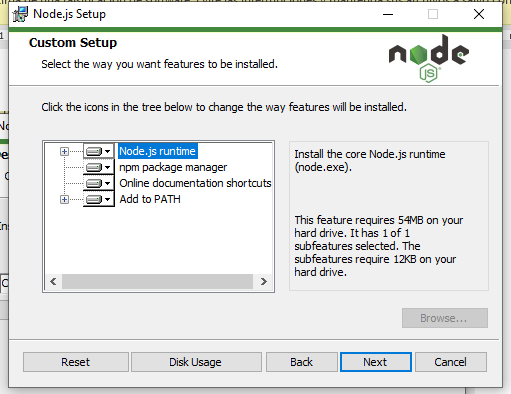 Node.js Setup
Custom Setup
Select the way you want features to be installed.
node
JS
Click the icons in the tree below to change the way features will be installed.
Node.js runtime
npm package manager
Online documentation shortcuts
Add to PATH
Install the core Node.js runtime
(node.exe).
This feature requires 54MB on your
hard drive. It has 1 of 1
subfeatures selected. The
subfeatures require 12KB on your
hard drive.
Browse...
Reset
Disk Usage
Back
Next
Cancel